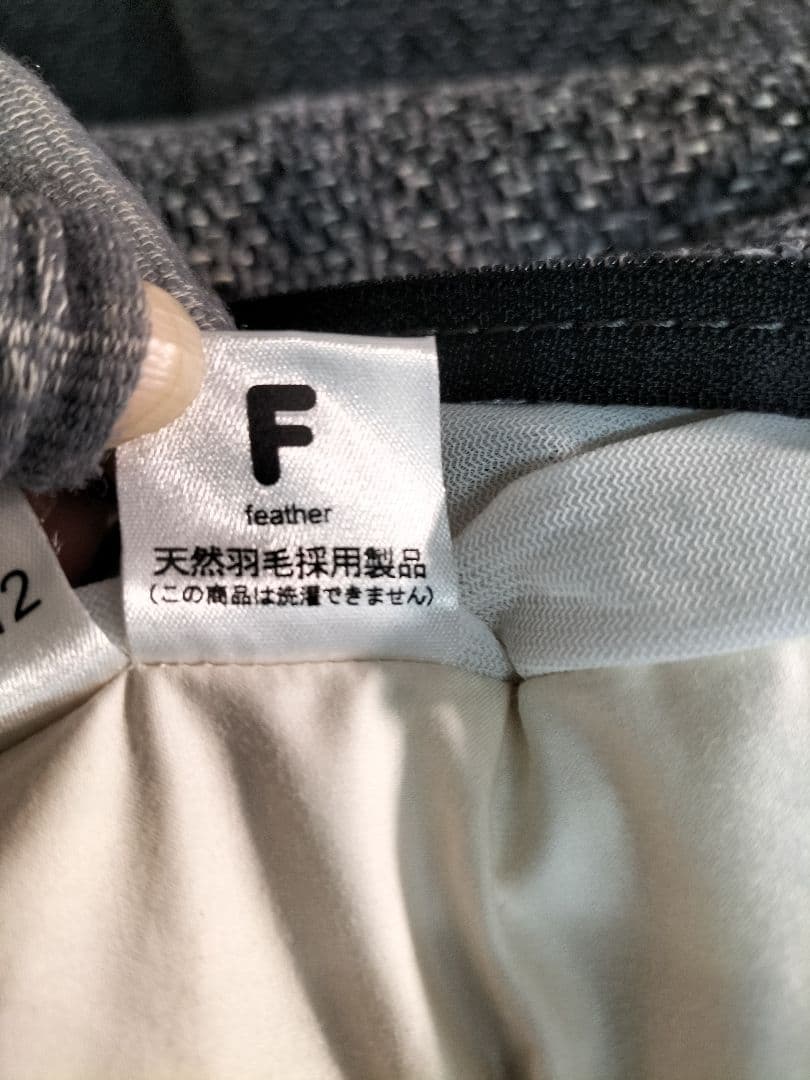 F
feather
天然羽毛採用製品
(この商品は洗濯できません)
12